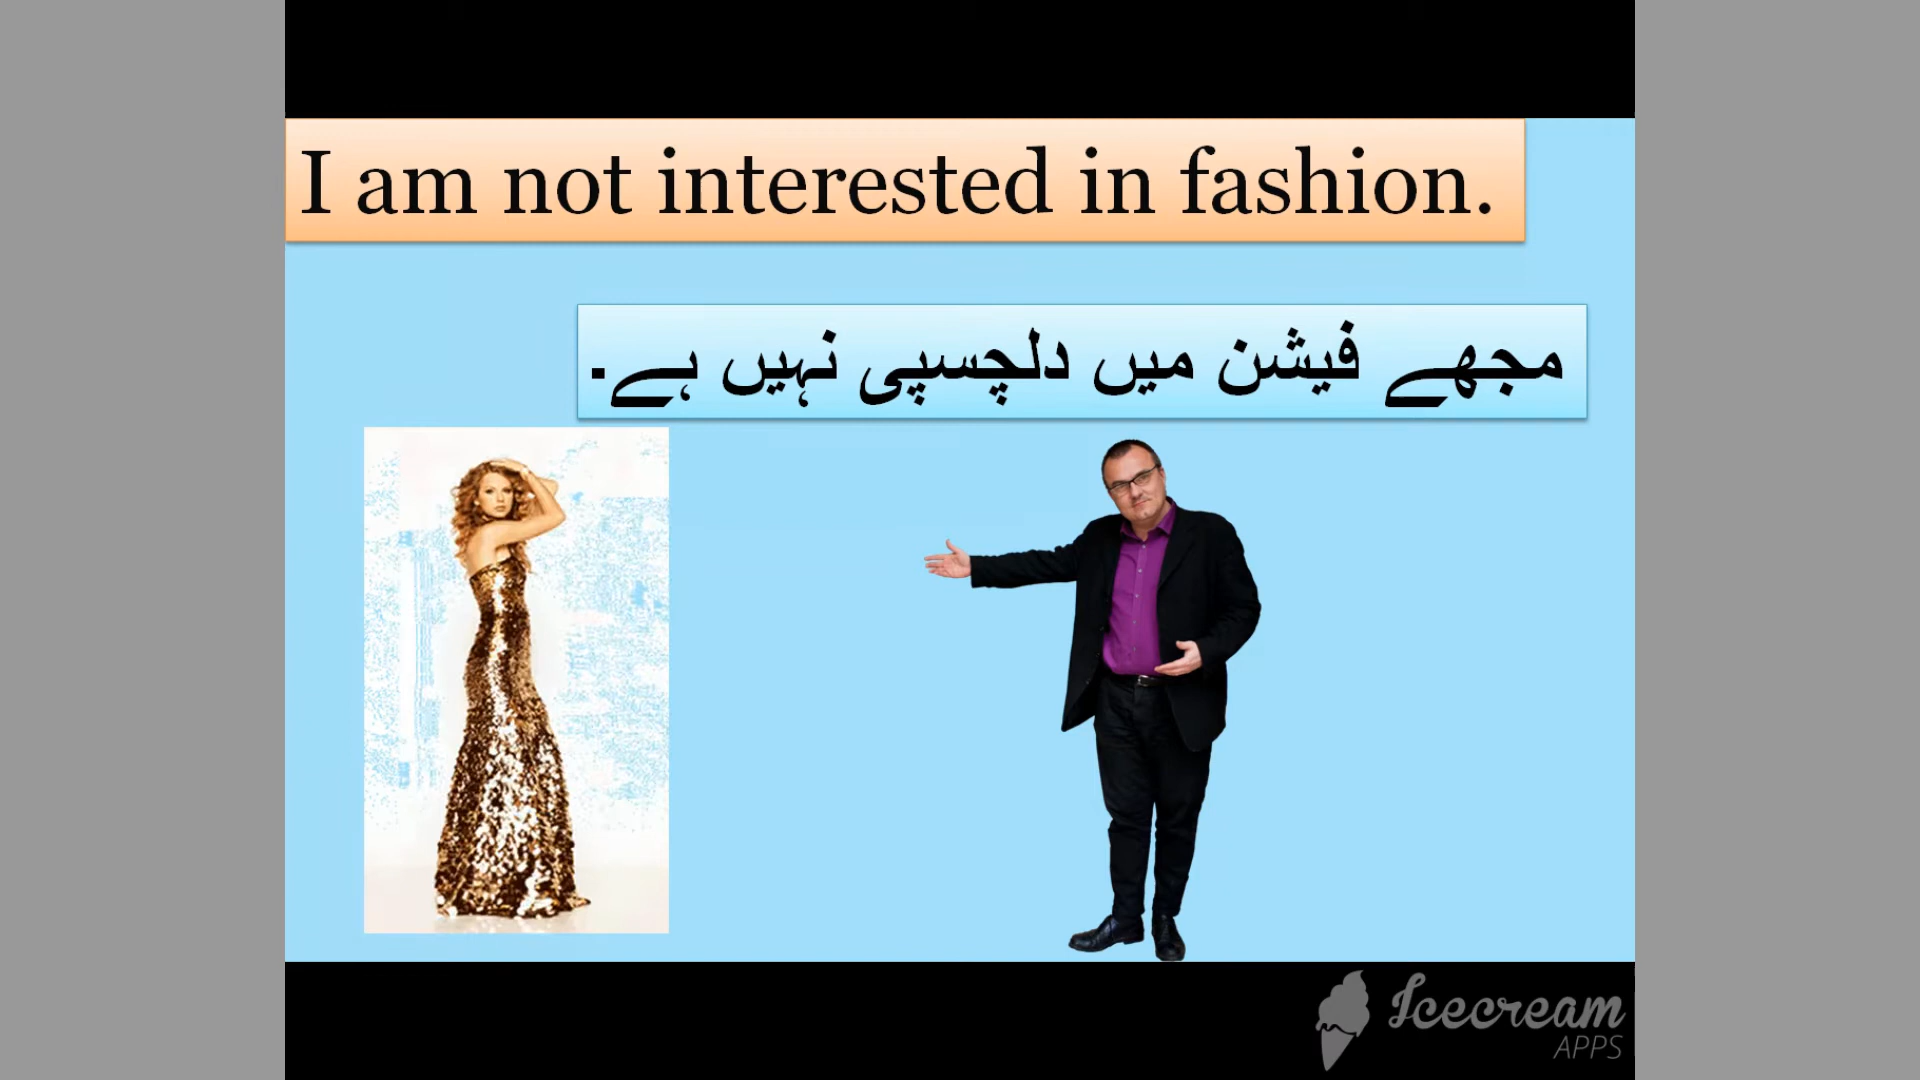 I am not interested in fashion.
مجھے فیشن میں دلچسپی نہیں ہے۔
Icecream
APPS